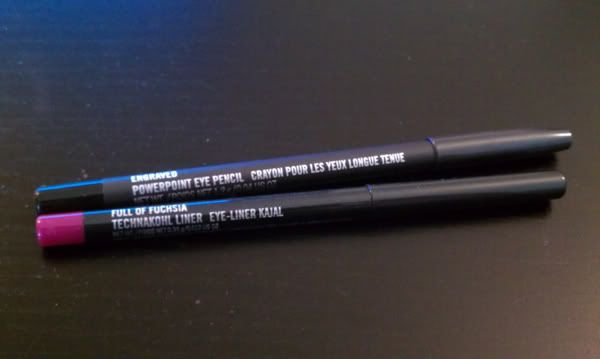 ENGRAVED
POWERPOINT EYE PENCIL CRAYON POUR LES YEUX LONGUE TENUE
FULL OF FUCHSIA
TECHNAKOHL LINER EYE-LINER KAJAL